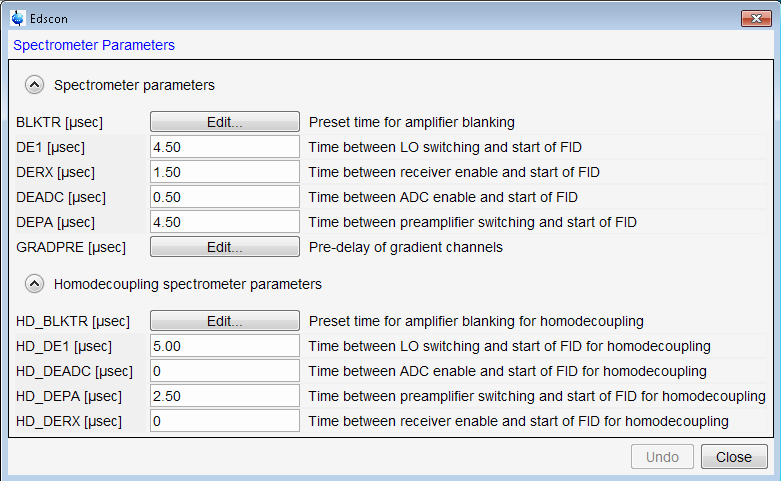 Edscon
Spectrometer Parameters
Spectrometer parameters
BLKTR [µsec] Edit... Preset time for amplifier blanking
DE1 [µsec] 4.50 Time between LO switching and start of FID
DERX [µsec] 1.50 Time between receiver enable and start of FID
DEADC [µsec] 0.50 Time between ADC enable and start of FID
DEPA [µsec] 4.50 Time between preamplifier switching and start of FID
GRADPRE [µsec] Edit... Pre-delay of gradient channels
Homodecoupling spectrometer parameters
HD_BLKTR [µsec] Edit... Preset time for amplifier blanking for homodecoupling
HD_DE1 [µsec] 5.00 Time between LO switching and start of FID for homodecoupling
HD_DEADC [µsec] 0 Time between ADC enable and start of FID for homodecoupling
HD_DEPA [µsec] 2.50 Time between preamplifier switching and start of FID for homodecoupling
HD_DERX [µsec] 0 Time between receiver enable and start of FID for homodecoupling
Undo Close